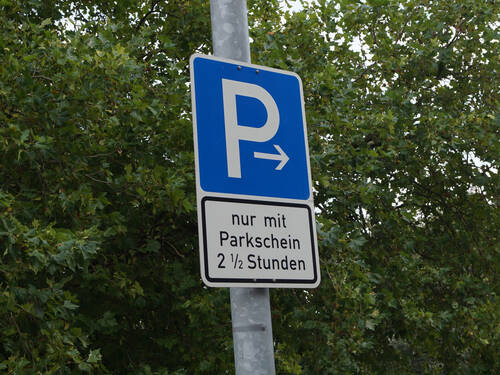 P
nur mit
Parkschein
2 ½ Stunden